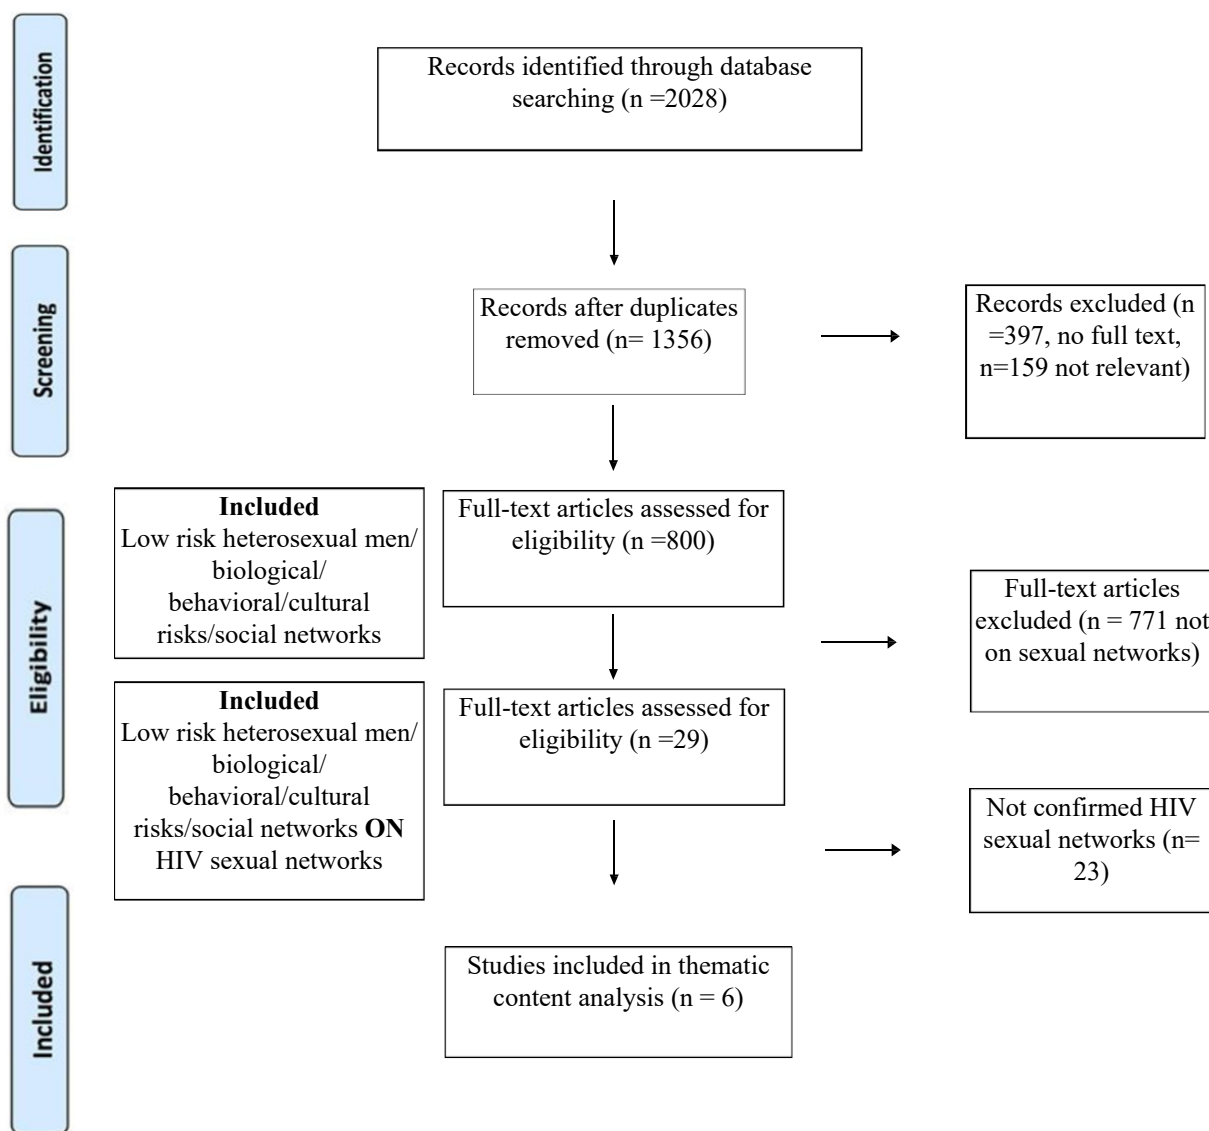 Identification
Records identified through database
searching (n =2028)
Screening
Records after duplicates
removed (n= 1356)
Records excluded (n
=397, no full text,
n=159 not relevant)
Eligibility
Included
Low risk heterosexual men/
biological/
behavioral/cultural
risks/social networks
Full-text articles assessed for
eligibility (n =800)
Full-text articles
excluded (n = 771 not
on sexual networks)
Included
Low risk heterosexual men/
biological/
behavioral/cultural
risks/social networks ON
HIV sexual networks
Full-text articles assessed for
eligibility (n =29)
Not confirmed HIV
sexual networks (n=
23)
Included
Studies included in thematic
content analysis (n = 6)